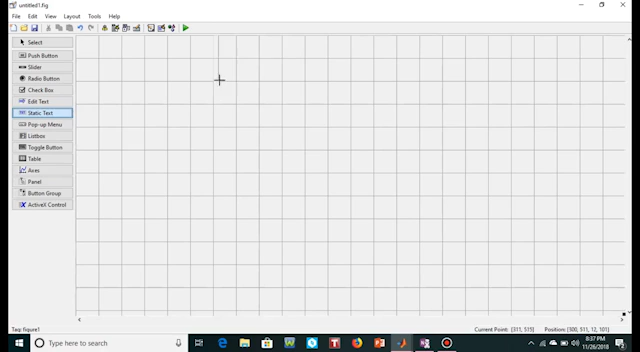 untitled1.fig
File Edit View Layout Tools Help
Select
Push Button
Slider
Radio Button
Check Box
Edit Text
Static Text
Pop-up Menu
Listbox
Toggle Button
Table
Axes
Panel
Button Group
ActiveX Control
Tag: figure1
Current Point: [311, 515]
Position: [300, 511, 12, 101]
Type here to search
8:37 PM
11/26/2018